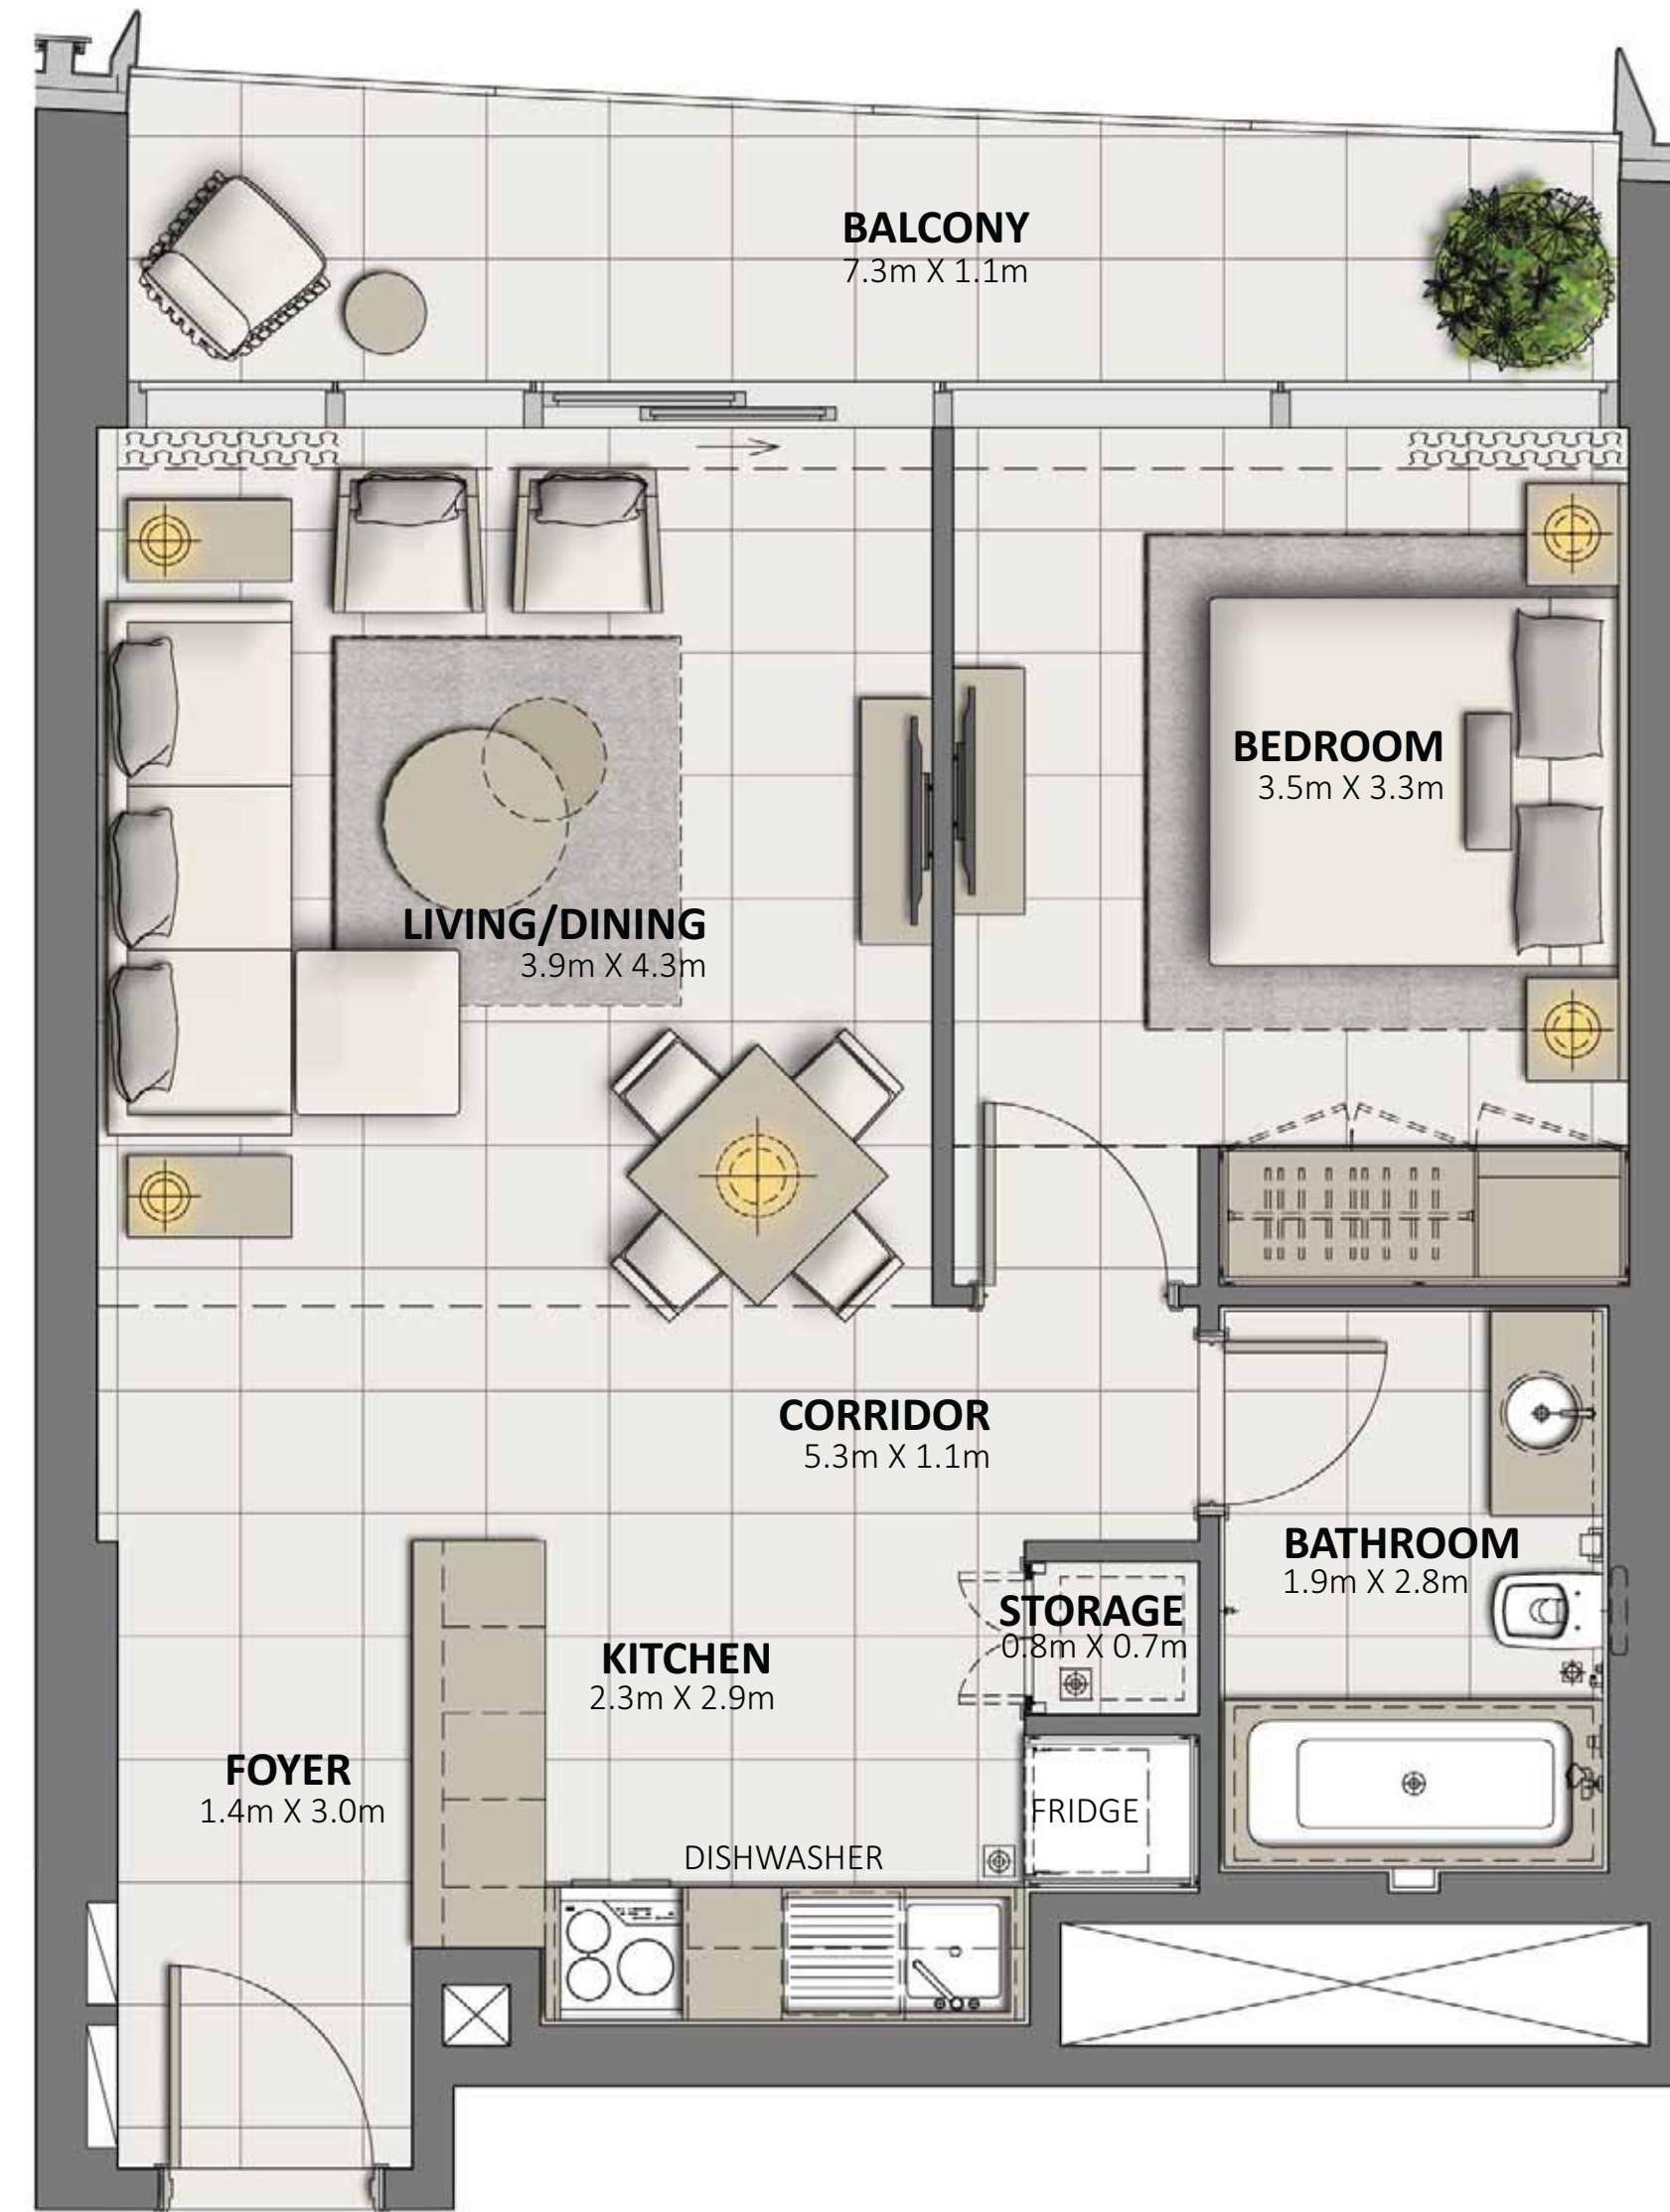 BALCONY
7.3m X 1.1m
BEDROOM
3.5m X 3.3m
LIVING/DINING
3.9m X 4.3m
CORRIDOR
5.3m X 1.1m
BATHROOM
1.9m X 2.8m
STORAGE
0.8m X 0.7m
KITCHEN
2.3m X 2.9m
FOYER
1.4m X 3.0m
FRIDGE
DISHWASHER